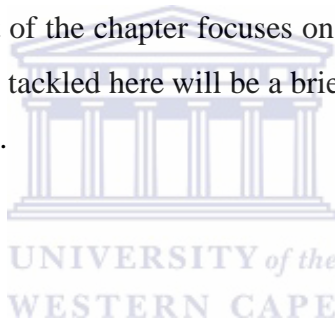 of the chapter focuses on
tackled here will be a brie
.
UNIVERSITY of the
WESTERN CAPE